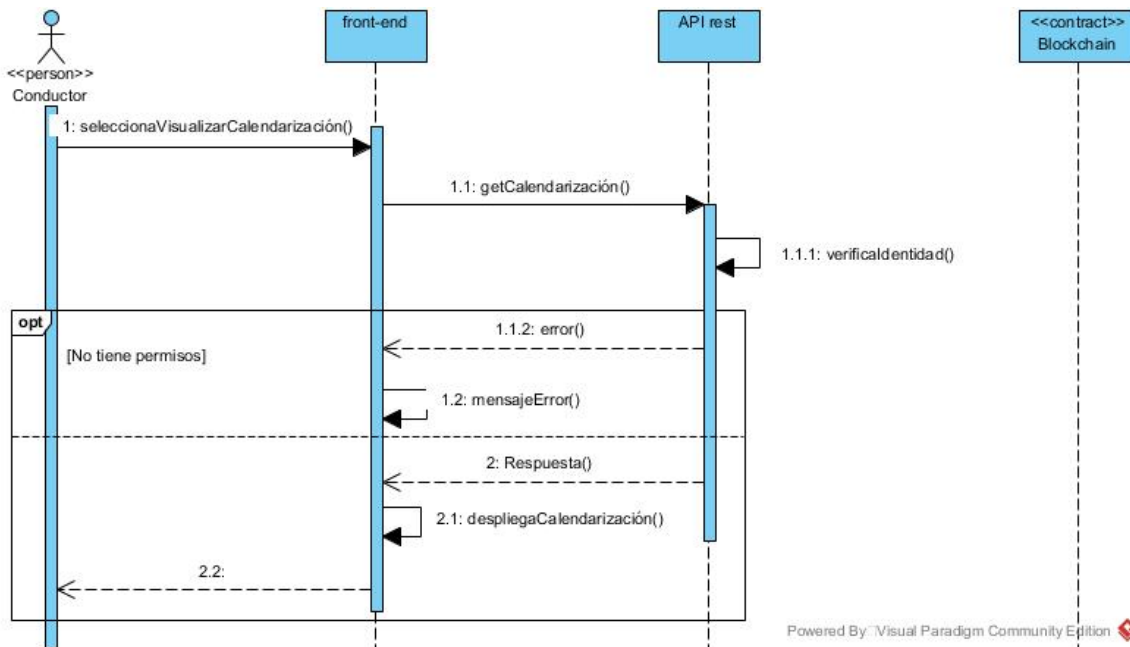 front-end
API rest
<<contract>>
Blockchain
<<person>>
Conductor
1: seleccionaVisualizarCalendarización()
1.1: getCalendarización()
1.1.1: verificaIdentidad()
opt
1.1.2: error()
[No tiene permisos]
1.2: mensajeError()
2: Respuesta()
2.1: despliegaCalendarización()
2.2:
Powered By Visual Paradigm Community Edition